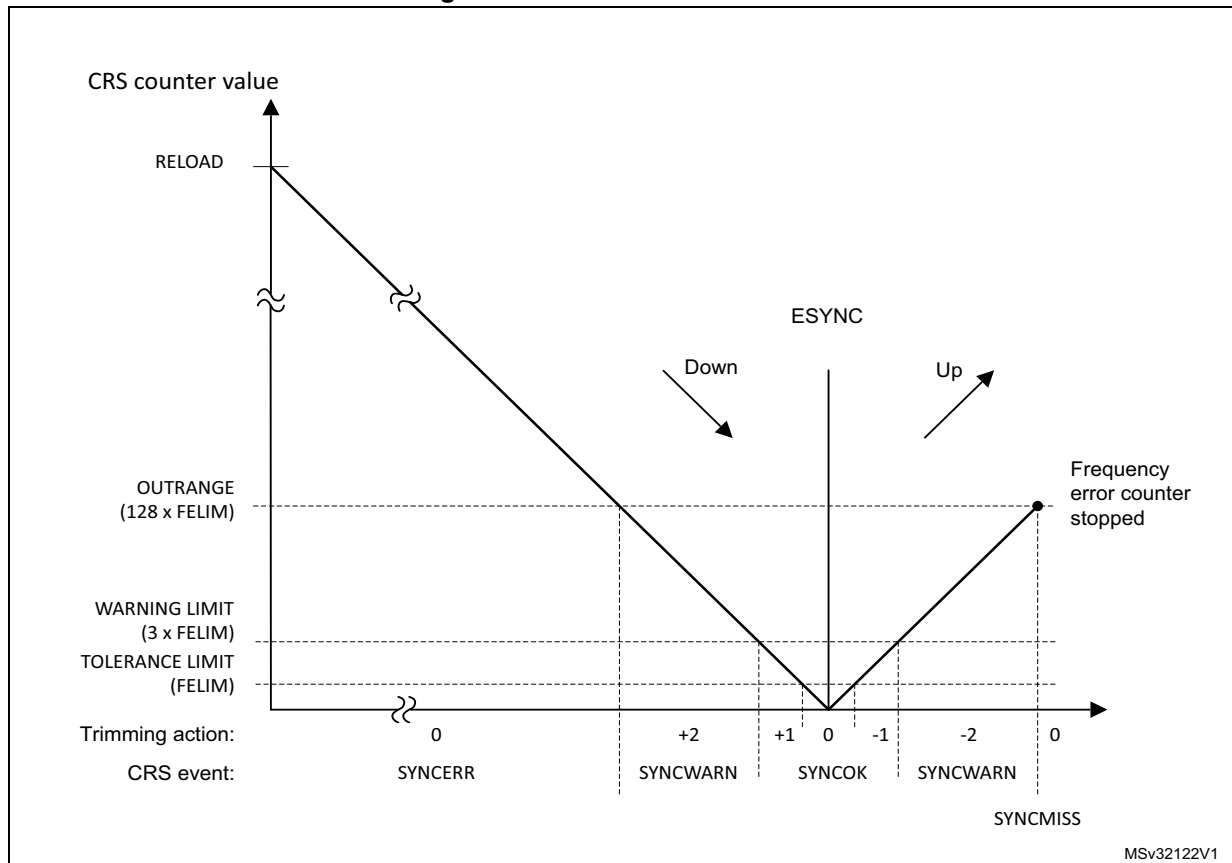 CRS counter value
RELOAD
ESYNC
Down
Up
OUTRANGE
(128 x FELIM)
Frequency
error counter
stopped
WARNING LIMIT
(3 x FELIM)
TOLERANCE LIMIT
(FELIM)
Trimming action: 0 +2 +1 0 -1 -2 0
CRS event: SYNCERR SYNCWARN SYNCOK SYNCWARN
SYNCMISS
MSv32122V1